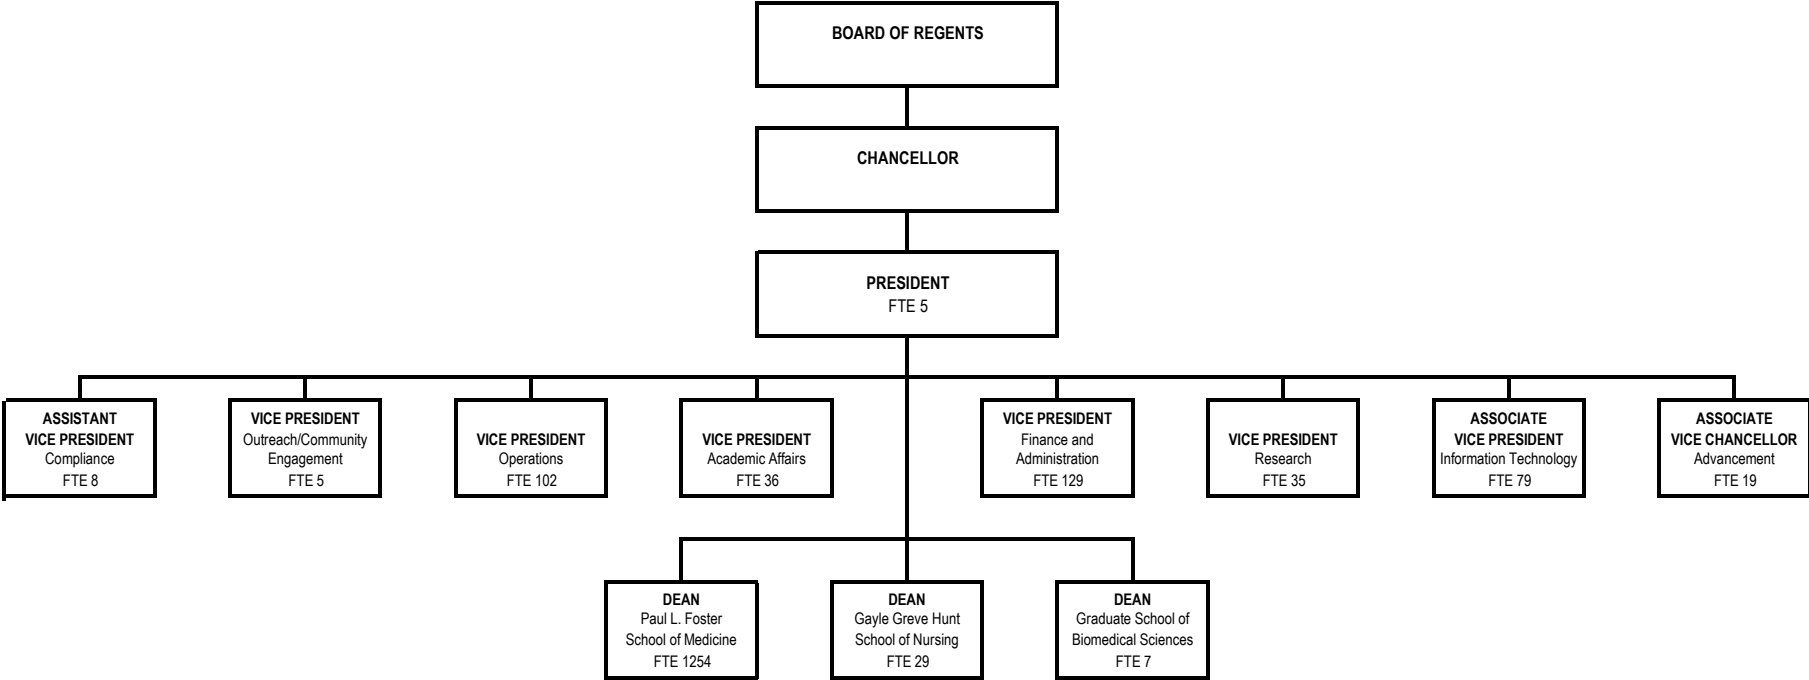 BOARD OF REGENTS
CHANCELLOR
PRESIDENT
FTE 5
ASSISTANT
VICE PRESIDENT
Compliance
FTE 8
VICE PRESIDENT
Outreach/Community
Engagement
FTE 5
VICE PRESIDENT
Operations
FTE 102
VICE PRESIDENT
Academic Affairs
FTE 36
VICE PRESIDENT
Finance and
Administration
FTE 129
VICE PRESIDENT
Research
FTE 35
ASSOCIATE
VICE PRESIDENT
Information Technology
FTE 79
ASSOCIATE
VICE CHANCELLOR
Advancement
FTE 19
DEAN
Paul L. Foster
School of Medicine
FTE 1254
DEAN
Gayle Greve Hunt
School of Nursing
FTE 29
DEAN
Graduate School of
Biomedical Sciences
FTE 7